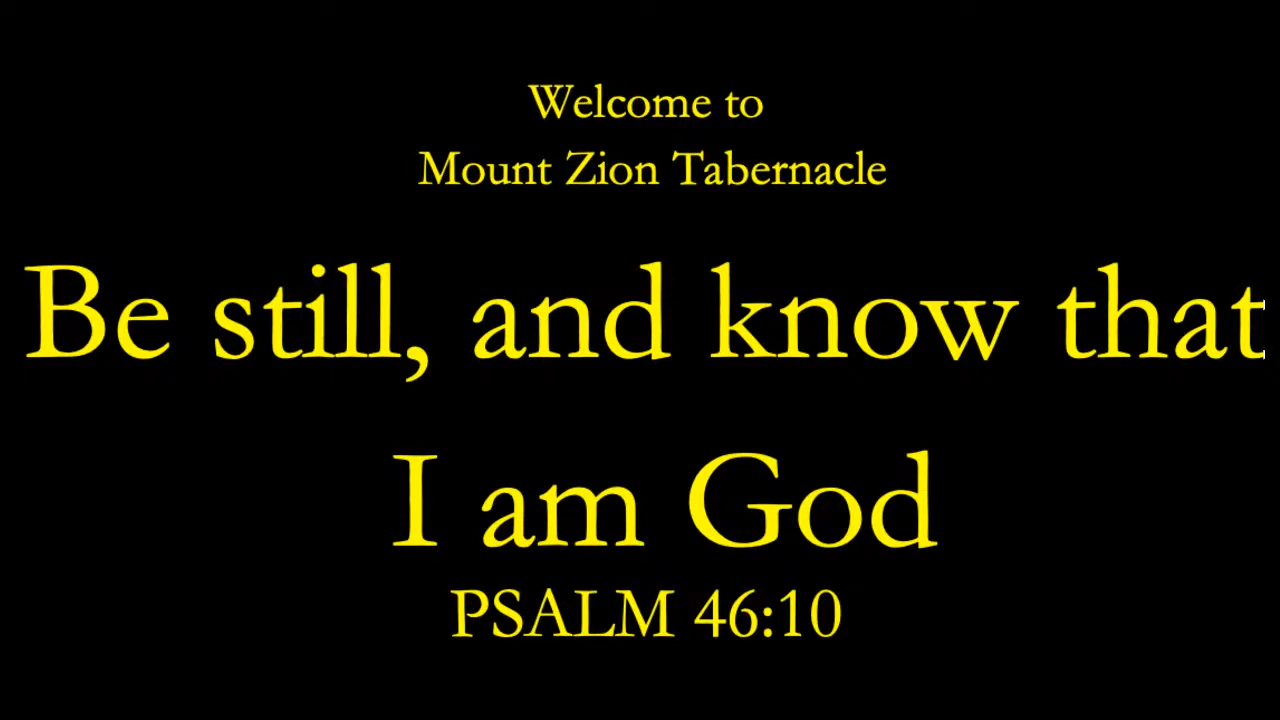 Welcome to
Mount Zion Tabernacle
Be still, and know that
I am God
PSALM 46:10